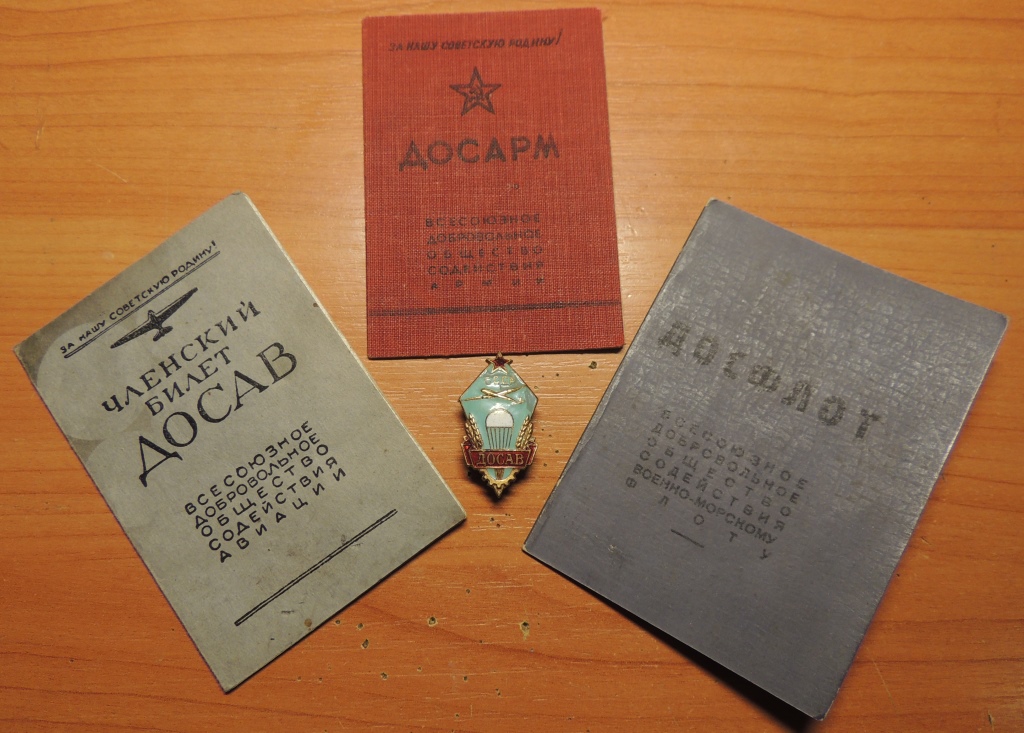 ЗА НАШУ СОВЕТСКУЮ РОДИНУ!
ДОСАРМ
ВСЕСОЮЗНОЕ
ДОБРОВОЛЬНОЕ
ОБЩЕСТВО
СОДЕЙСТВИЯ
АРМИИ
ЗА НАШУ СОВЕТСКУЮ РОДИНУ!
ЧЛЕНСКИЙ
БИЛЕТ
ДОСАВ
ВСЕСОЮЗНОЕ
ДОБРОВОЛЬНОЕ
ОБЩЕСТВО
СОДЕЙСТВИЯ
АВИАЦИИ
ДОСАВ
ДОСФЛОТ
ВСЕСОЮЗНОЕ
ДОБРОВОЛЬНОЕ
ОБЩЕСТВО
СОДЕЙСТВИЯ
ВОЕННО-МОРСКОМУ
ФЛОТУ